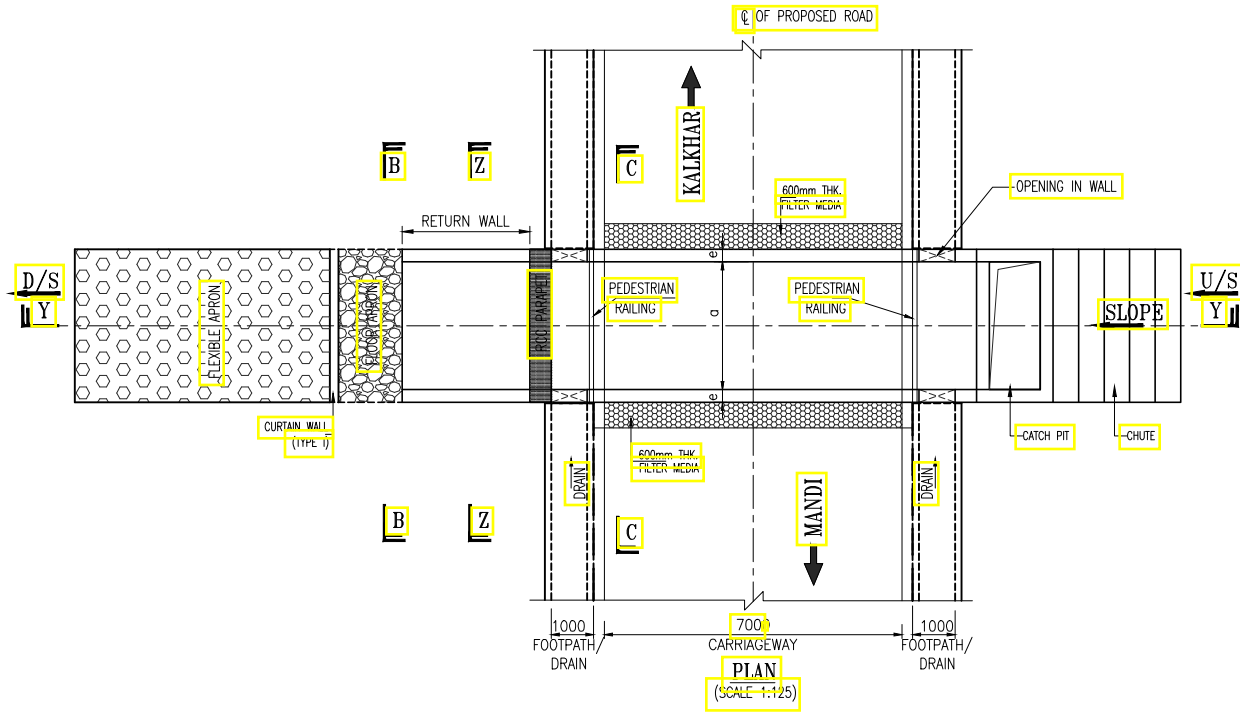 ℄ OF PROPOSED ROAD
KALKHAR
B
Z
C
600mm THK.
FILTER MEDIA
OPENING IN WALL
RETURN WALL
e
D/S
Y
FLEXIBLE APRON
FLOOR APRON
RCC PARAPET
PEDESTRIAN
RAILING
a
PEDESTRIAN
RAILING
SLOPE
U/S
Y
e
CURTAIN WALL
(TYPE 1)
600mm THK.
FILTER MEDIA
CATCH PIT
CHUTE
DRAIN
DRAIN
MANDI
B
Z
C
1000
7000
1000
FOOTPATH/
DRAIN
CARRIAGEWAY
FOOTPATH/
DRAIN
PLAN
(SCALE 1:125)